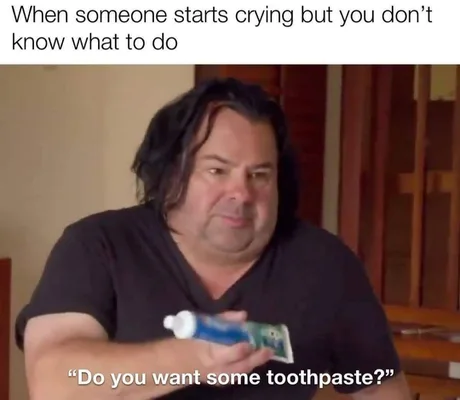 When someone starts crying but you don't
know what to do
“Do you want some toothpaste?”